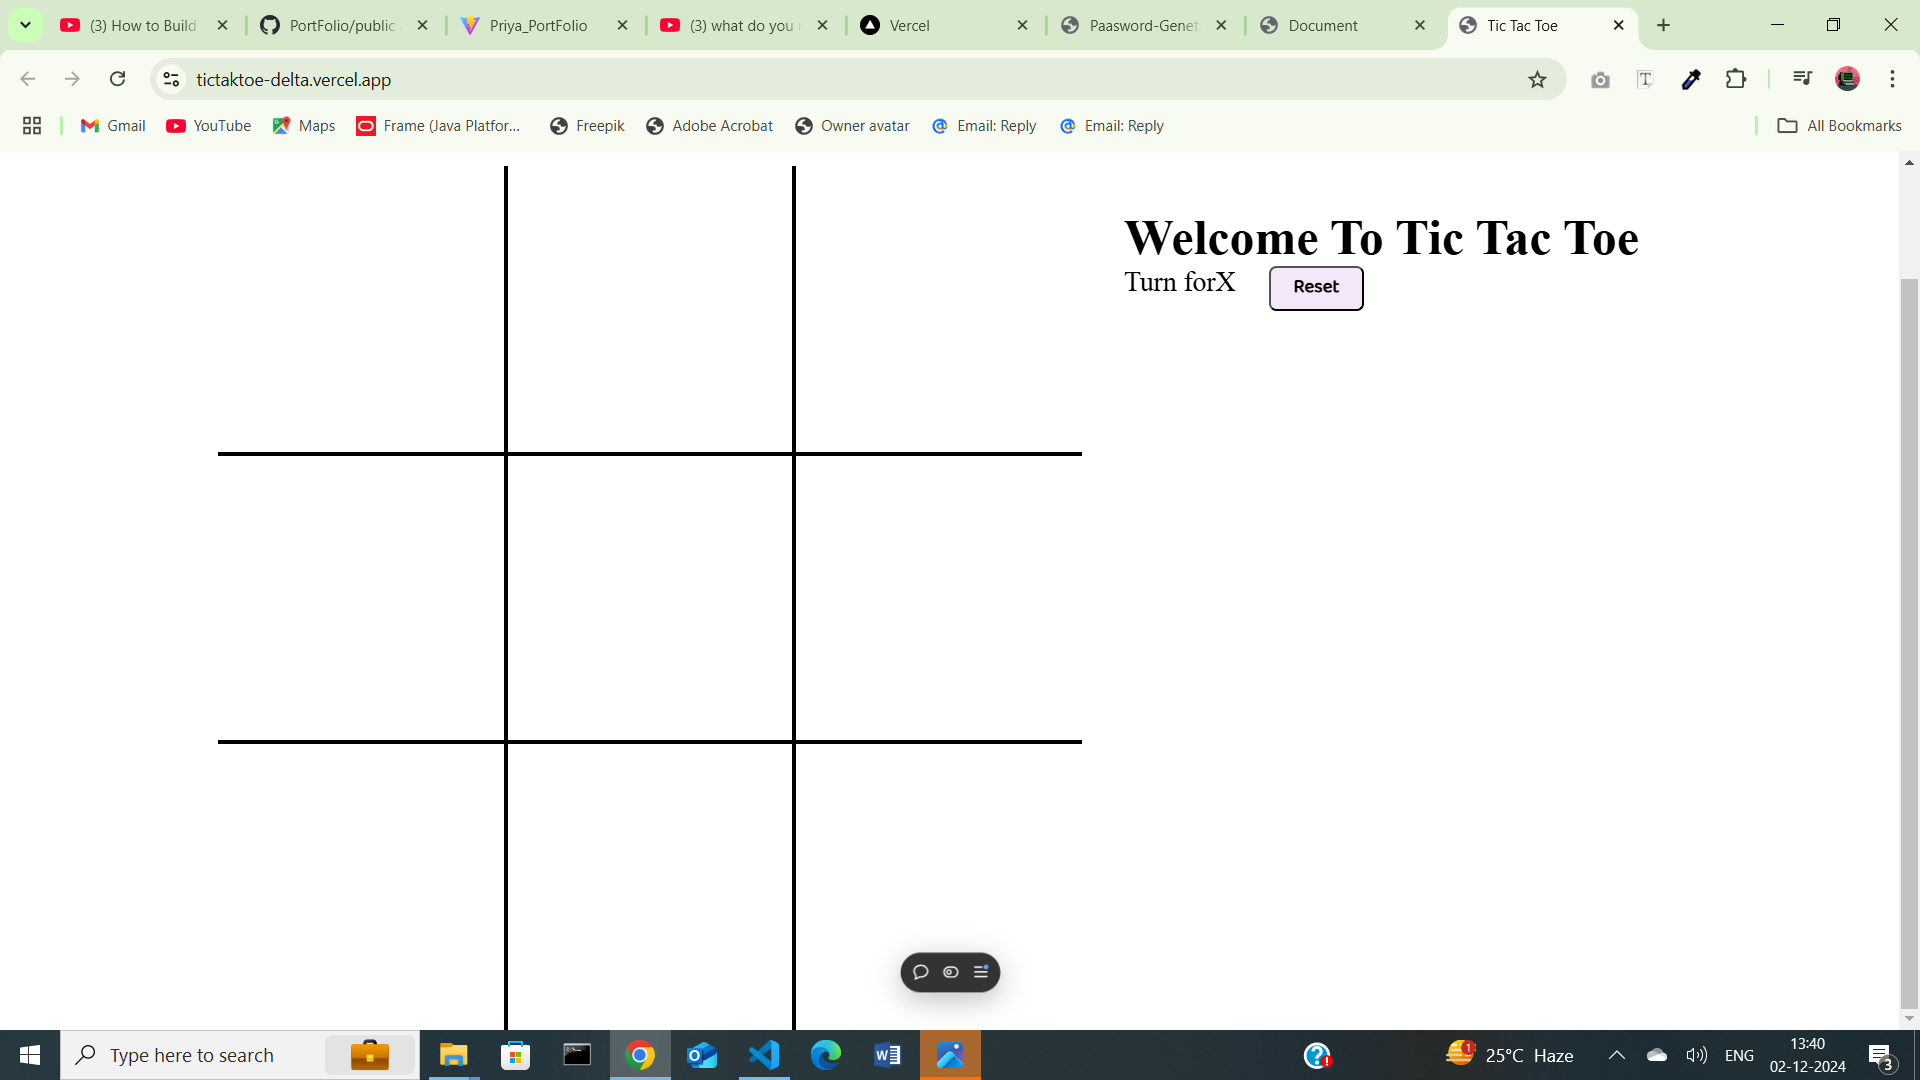 (3) How to Build
PortFolio/public
Priya_PortFolio
(3) what do you
Vercel
Paasword-Genet
Document
Tic Tac Toe
tictaktoe-delta.vercel.app
Gmail
YouTube
Maps
Frame (Java Platfor...
Freepik
Adobe Acrobat
Owner avatar
Email: Reply
Email: Reply
All Bookmarks
Welcome To Tic Tac Toe
Turn forX
Reset
Type here to search
1
25°C Haze
ENG
13:40
02-12-2024
3